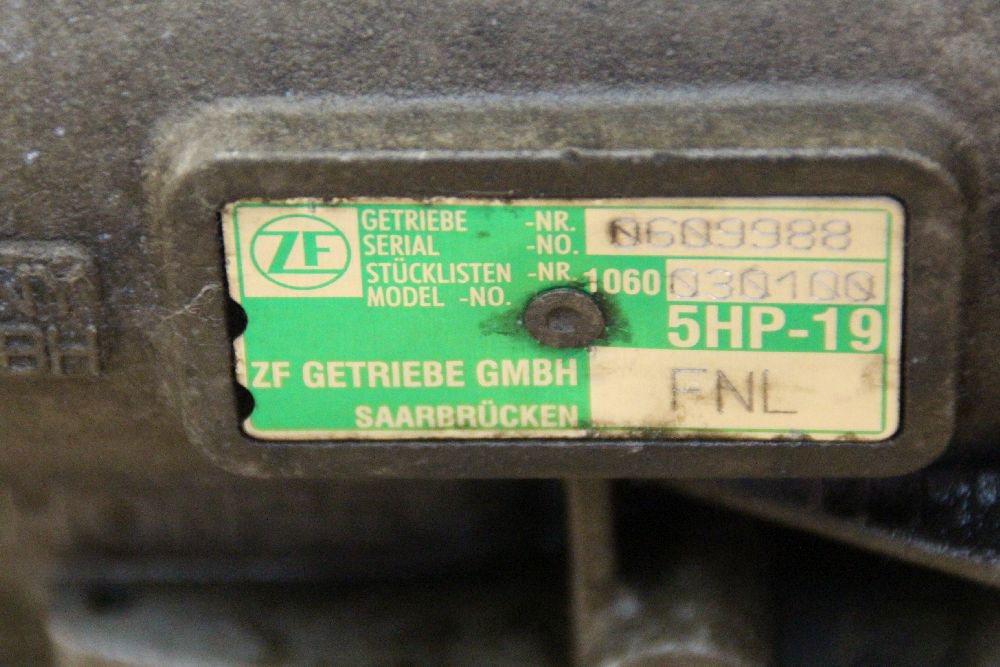 ZF
GETRIEBE -NR. 0609988
SERIAL -NO.
STÜCKLISTEN -NR. 1060 030100
MODEL -NO.
5HP-19
ZF GETRIEBE GMBH FNL
SAARBRÜCKEN